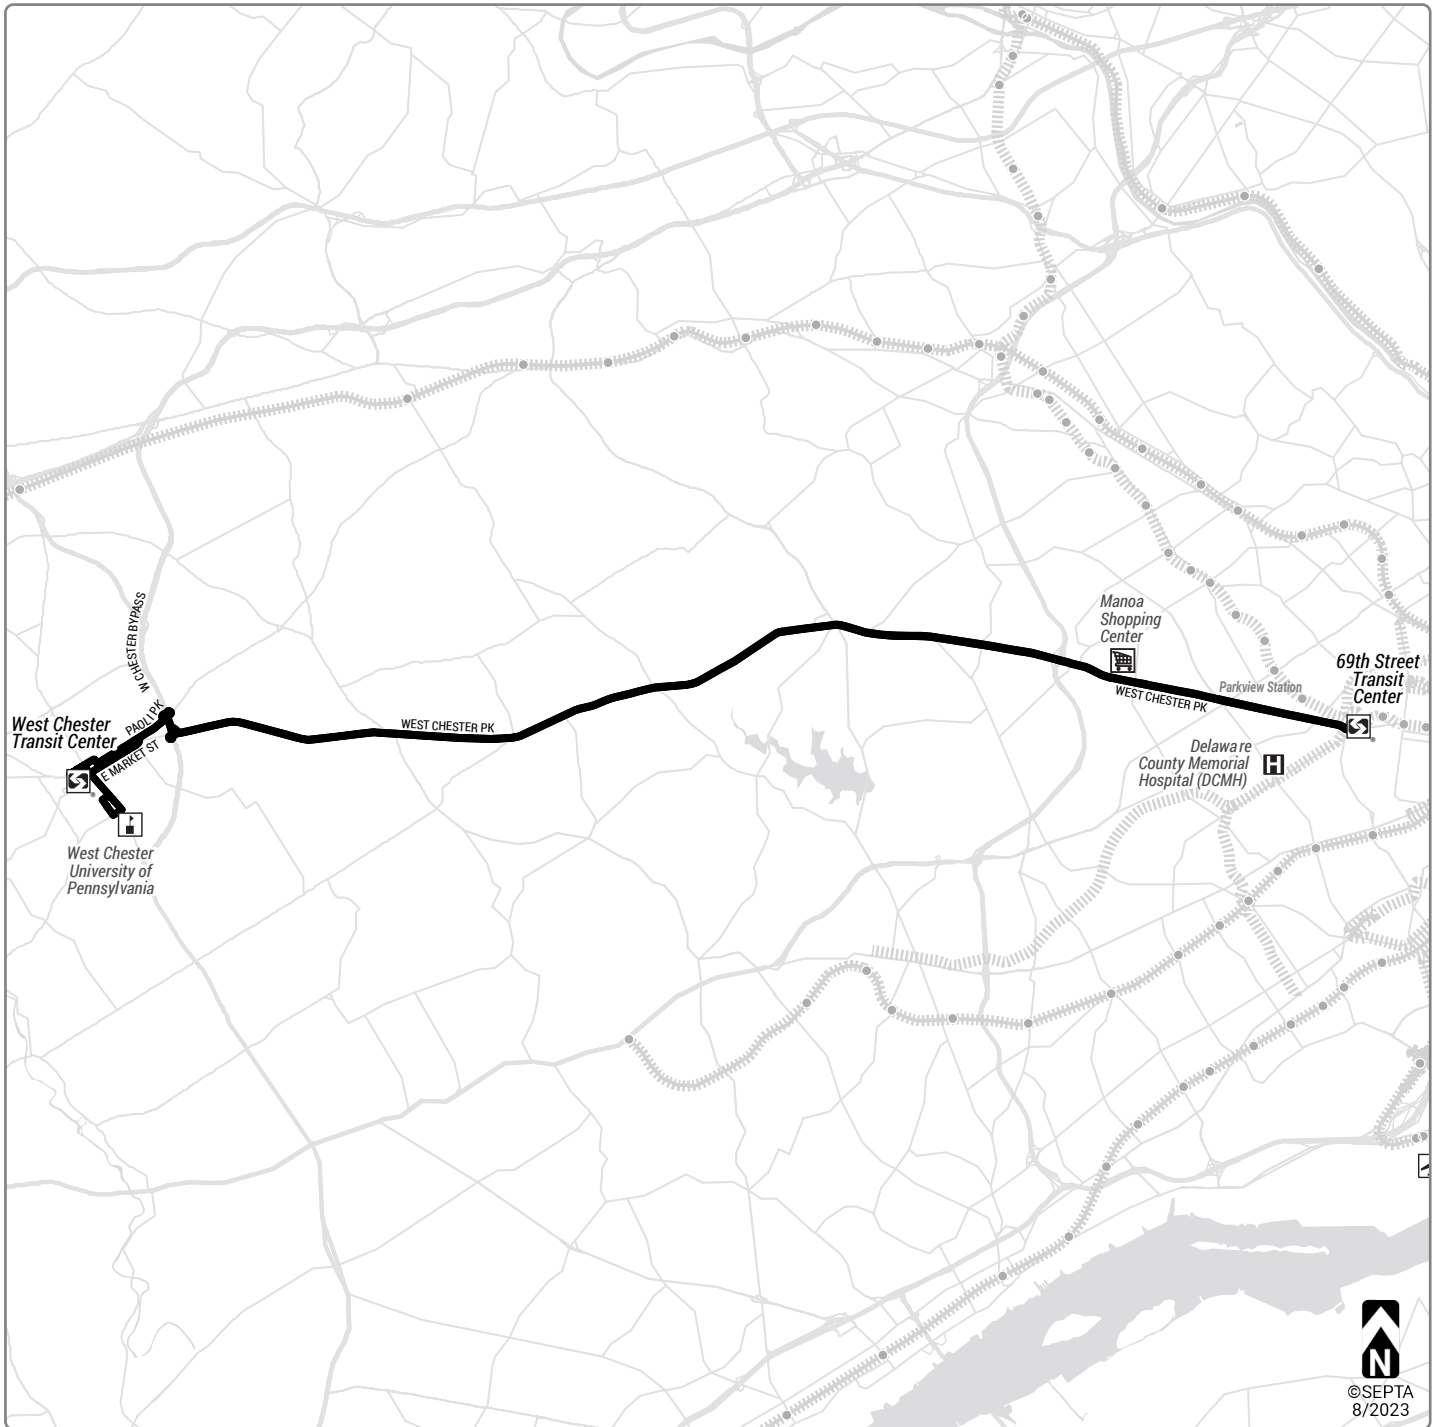 W CHESTER BYPASS
Manoa
Shopping
Center
69th Street
Transit
Center
Parkview Station
WEST CHESTER PK
PAOLI PK
West Chester
Transit Center
WEST CHESTER PK
E MARKET ST
Delaware
County Memorial
Hospital (DCMH)
H
®
®
West Chester
University of
Pennsylvania
N
©SEPTA
8/2023